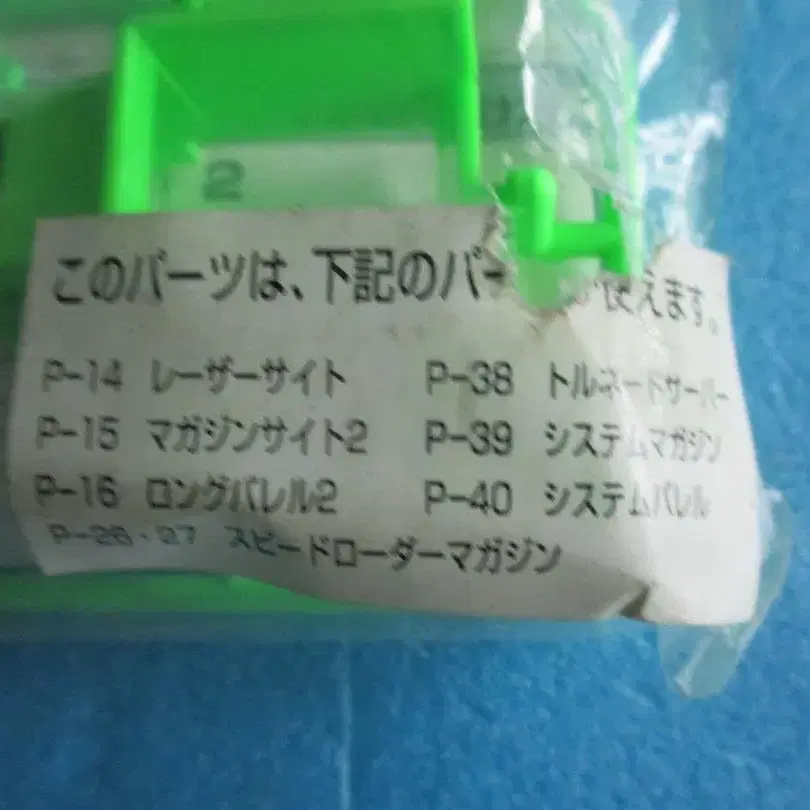 2
このパーツは、下記のパー 使えます。
P-14 レーザーサイト P-38 トルネードサーバー
P-15 マガジンサイト2 P-39 システムマガジン
P-16 ロングバレル2 P-40 システムバレル
P-26・27 スピードローダーマガジン